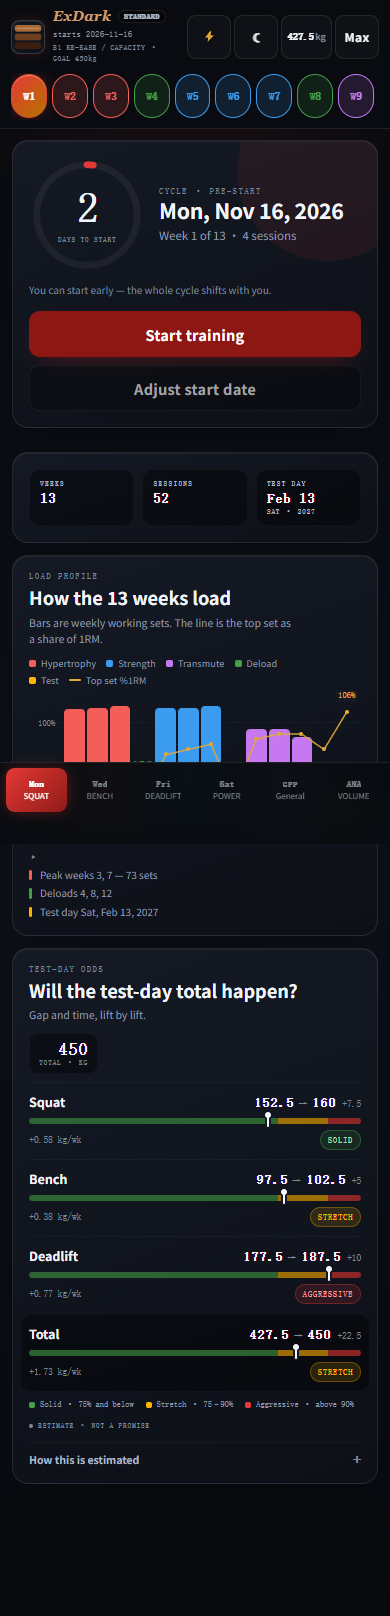 ExDark STANDARD
starts 2026-11-16
B1 RE-BASE / CAPACITY •
GOAL 450kg
427.5kg
Max
W1 W2 W3 W4 W5 W6 W7 W8 W9
CYCLE • PRE-START
2
DAYS TO START
Mon, Nov 16, 2026
Week 1 of 13 • 4 sessions
You can start early — the whole cycle shifts with you.
Start training
Adjust start date
WEEKS
13
SESSIONS
52
TEST DAY
Feb 13
SAT • 2027
LOAD PROFILE
How the 13 weeks load
Bars are weekly working sets. The line is the top set as
a share of 1RM.
Hypertrophy Strength Transmute Deload
Test Top set %1RM
106%
100%
Mon SQUAT
Wed BENCH
Fri DEADLIFT
Sat POWER
GPP General
ANA VOLUME
Peak weeks 3, 7 — 73 sets
Deloads 4, 8, 12
Test day Sat, Feb 13, 2027
TEST-DAY ODDS
Will the test-day total happen?
Gap and time, lift by lift.
450
TOTAL • KG
Squat 152.5 → 160 +7.5
+0.58 kg/wk SOLID
Bench 97.5 → 102.5 +5
+0.38 kg/wk STRETCH
Deadlift 177.5 → 187.5 +10
+0.77 kg/wk AGGRESSIVE
Total 427.5 → 450 +22.5
+1.73 kg/wk STRETCH
Solid • 75% and below Stretch • 75–90% Aggressive • above 90%
ESTIMATE • NOT A PROMISE
How this is estimated +